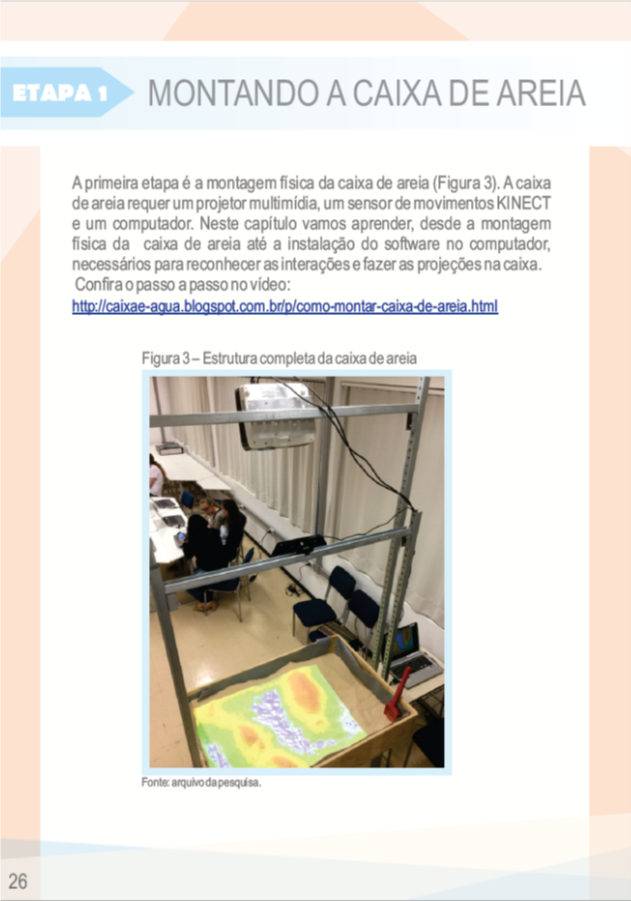 ETAPA 1
MONTANDO A CAIXA DE AREIA
A primeira etapa é a montagem física da caixa de areia (Figura 3). A caixa
de areia requer um projetor multimídia, um sensor de movimentos KINECT
e um computador. Neste capítulo vamos aprender, desde a montagem
física da caixa de areia até a instalação do software no computador,
necessários para reconhecer as interações e fazer as projeções na caixa.
Confira o passo a passo no vídeo:
http://caixae-agua.blogspot.com.br/p/como-montar-caixa-de-areia.html
Figura 3 – Estrutura completa da caixa de areia
Fonte: arquivo da pesquisa.
26